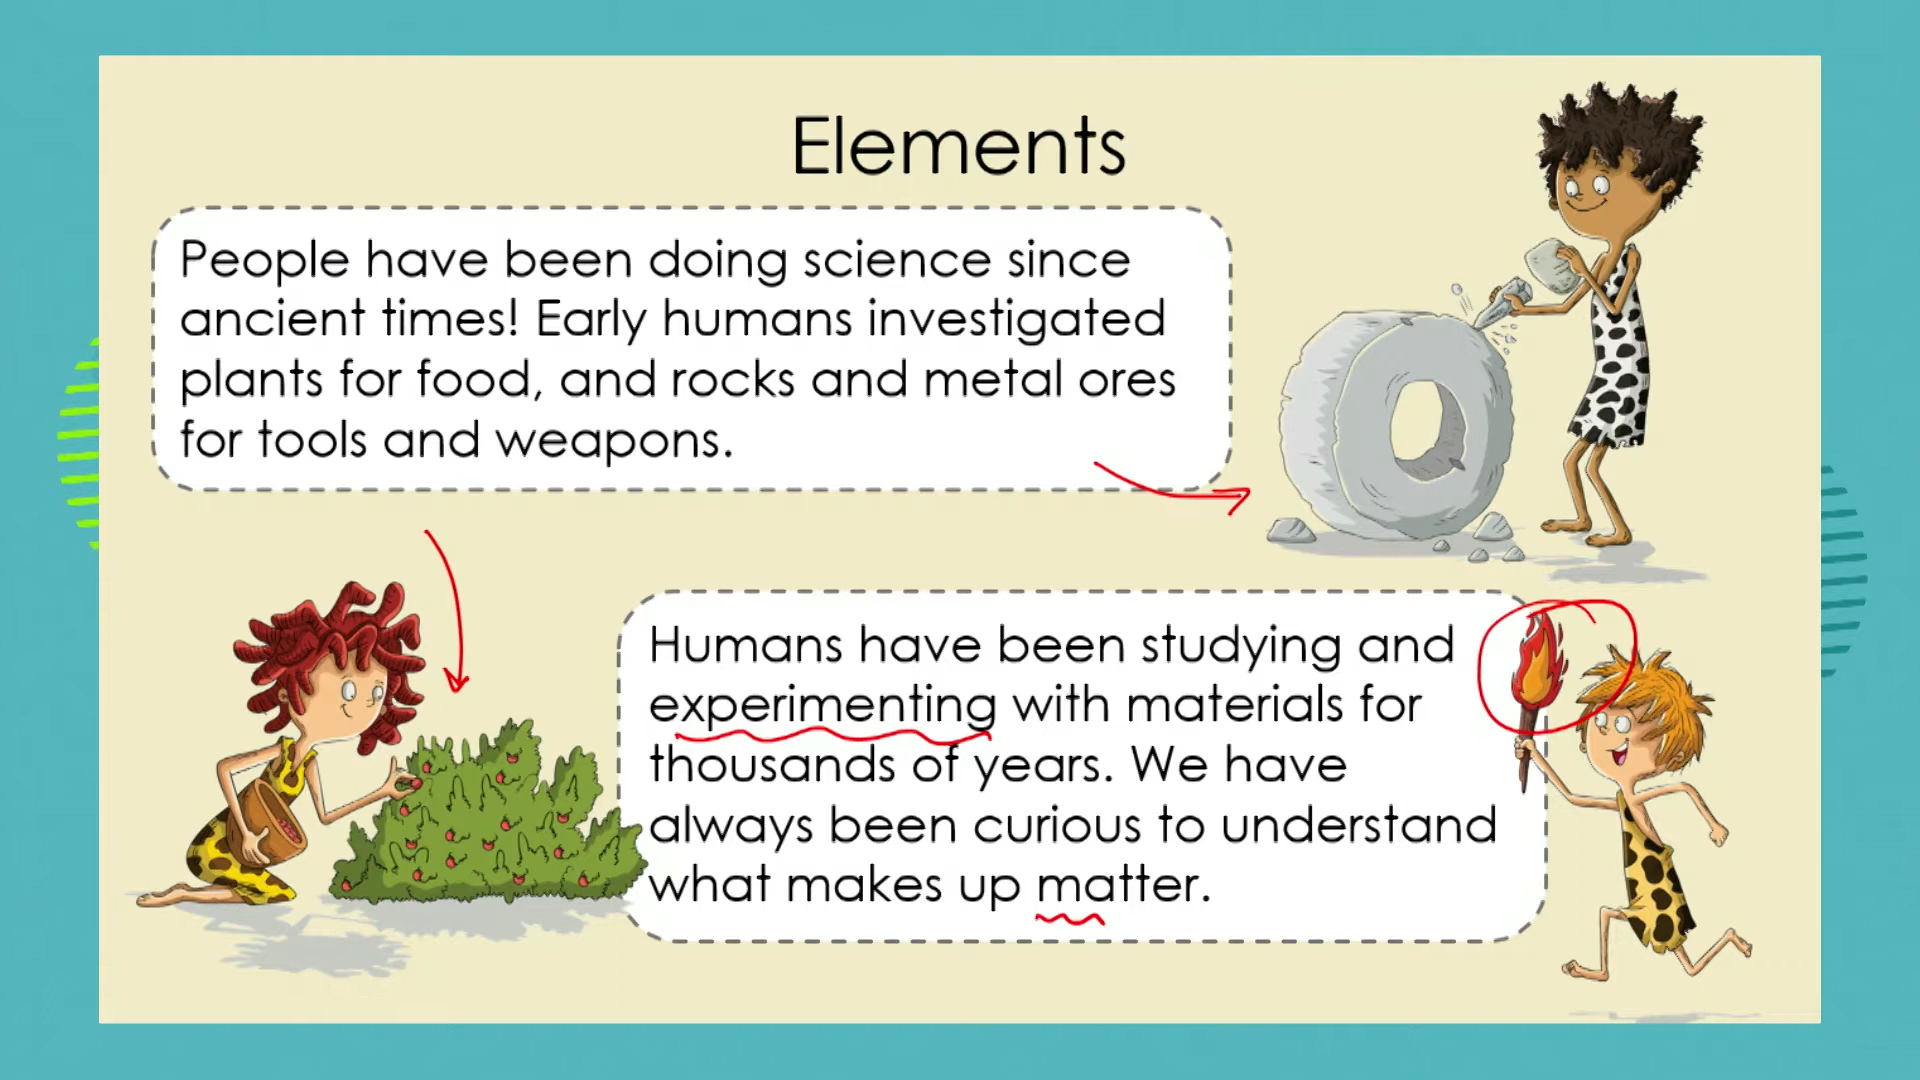 Elements
People have been doing science since
ancient times! Early humans investigated
plants for food, and rocks and metal ores
for tools and weapons.
Humans have been studying and
experimenting with materials for
thousands of years. We have
always been curious to understand
what makes up matter.